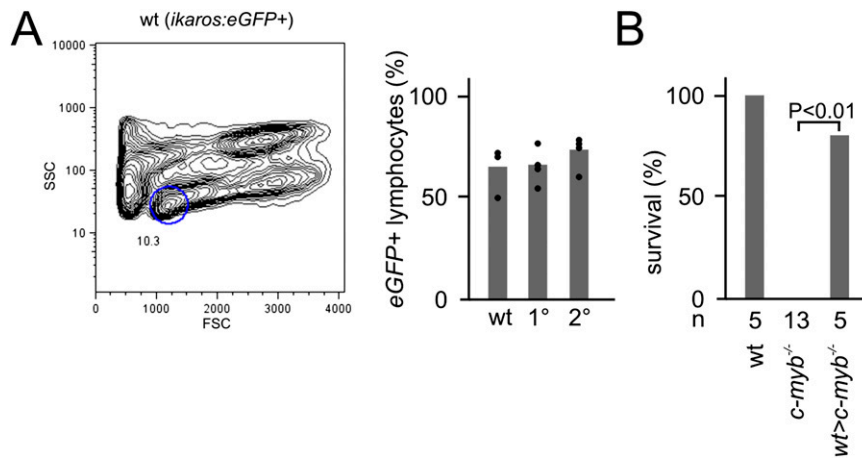 A
wt (ikaros:eGFP+)
SSC
10000
1000
100
10
10.3
0 1000 2000 3000 4000
FSC
eGFP+ lymphocytes (%)
100
50
0
wt 1° 2°
B
survival (%)
100
50
0
P<0.01
n 5 13 5
wt
c-myb-/-
wt>c-myb-/-